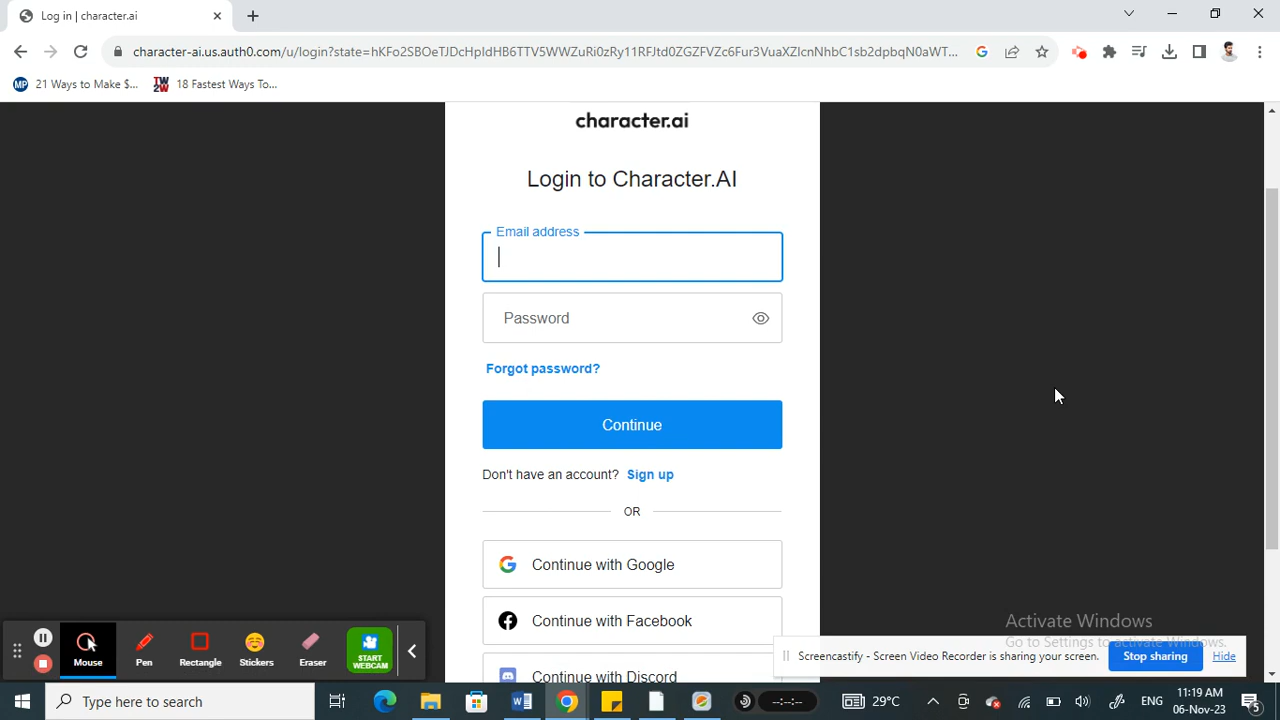 Log in | character.ai
character-ai.us.auth0.com/u/login?state=hKFo2SBOeTJDcHpIdHB6TTV5WWZuRi0zRy11RFJtd0ZGZFVZc6Fur3VuaXZlcnNhbC1sb2dpbqN0aWT...
21 Ways to Make $...
18 Fastest Ways To...
character.ai
Login to Character.AI
Email address
Password
Forgot password?
Continue
Don't have an account? Sign up
OR
Continue with Google
Continue with Facebook
Continue with Discord
Activate Windows
Go to Settings to activate Windows.
Mouse
Pen
Rectangle
Stickers
Eraser
START
WEBCAM
Screencastify - Screen Video Recorder is sharing your screen.
Stop sharing
Hide
Type here to search
--:--:--
29°C
ENG
11:19 AM
06-Nov-23
5